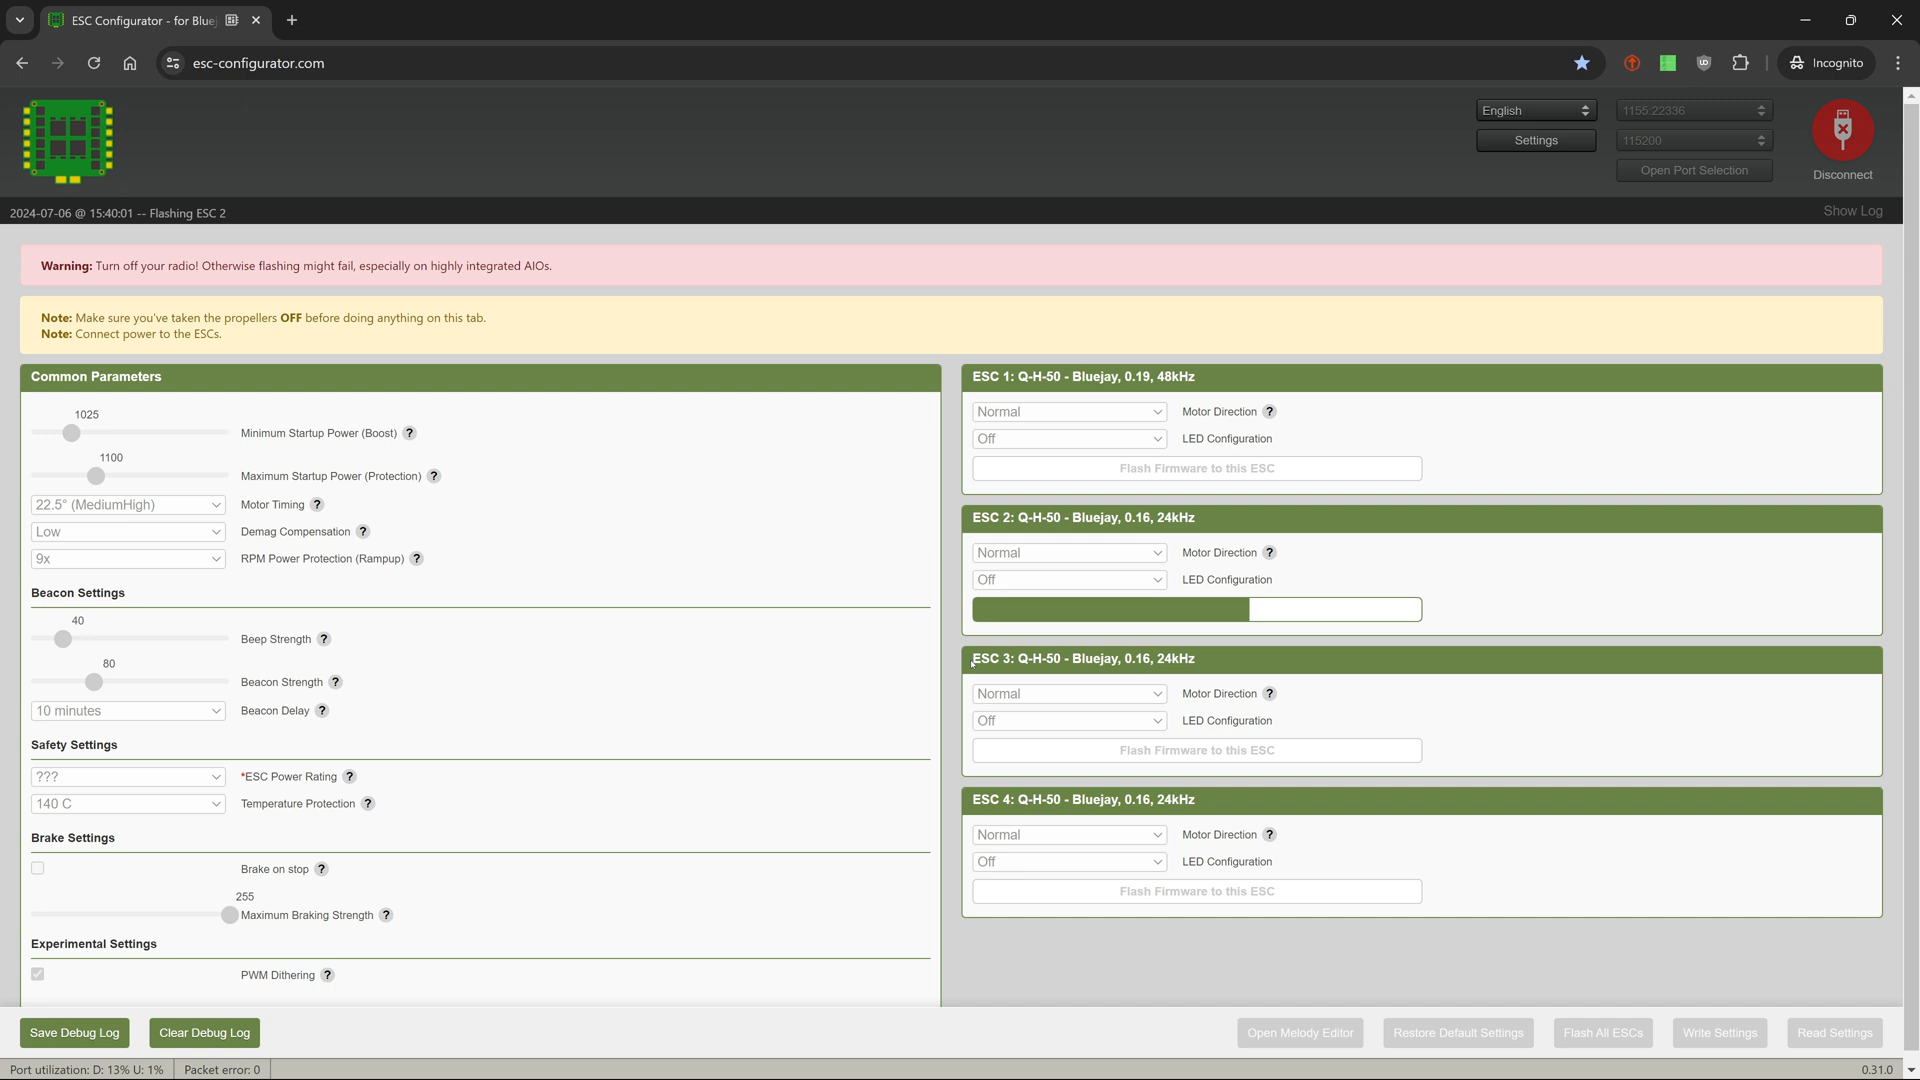 ESC Configurator - for Bluej
esc-configurator.com
Incognito
English
1155:22336
Settings
115200
Open Port Selection
Disconnect
2024-07-06 @ 15:40:01 -- Flashing ESC 2
Show Log
Warning: Turn off your radio! Otherwise flashing might fail, especially on highly integrated AIOs.
Note: Make sure you've taken the propellers OFF before doing anything on this tab.
Note: Connect power to the ESCs.
Common Parameters
1025
Minimum Startup Power (Boost) ?
1100
Maximum Startup Power (Protection) ?
22.5° (MediumHigh)
Motor Timing ?
Low
Demag Compensation ?
9x
RPM Power Protection (Rampup) ?
Beacon Settings
40
Beep Strength ?
80
Beacon Strength ?
10 minutes
Beacon Delay ?
Safety Settings
???
*ESC Power Rating ?
140 C
Temperature Protection ?
Brake Settings
Brake on stop ?
255
Maximum Braking Strength ?
Experimental Settings
PWM Dithering ?
ESC 1: Q-H-50 - Bluejay, 0.19, 48kHz
Normal
Motor Direction ?
Off
LED Configuration
Flash Firmware to this ESC
ESC 2: Q-H-50 - Bluejay, 0.16, 24kHz
Normal
Motor Direction ?
Off
LED Configuration
ESC 3: Q-H-50 - Bluejay, 0.16, 24kHz
Normal
Motor Direction ?
Off
LED Configuration
Flash Firmware to this ESC
ESC 4: Q-H-50 - Bluejay, 0.16, 24kHz
Normal
Motor Direction ?
Off
LED Configuration
Flash Firmware to this ESC
Save Debug Log
Clear Debug Log
Open Melody Editor
Restore Default Settings
Flash All ESCs
Write Settings
Read Settings
Port utilization: D: 13% U: 1%
Packet error: 0
0.31.0